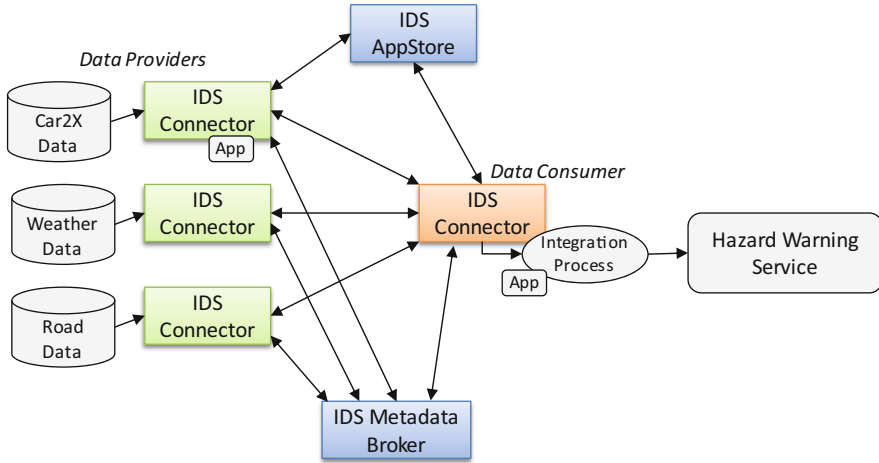 IDS
AppStore
Data Providers
Car2X
Data
IDS
Connector
App
Weather
Data
IDS
Connector
Road
Data
IDS
Connector
Data Consumer
IDS
Connector
App
Integration
Process
Hazard Warning
Service
IDS Metadata
Broker